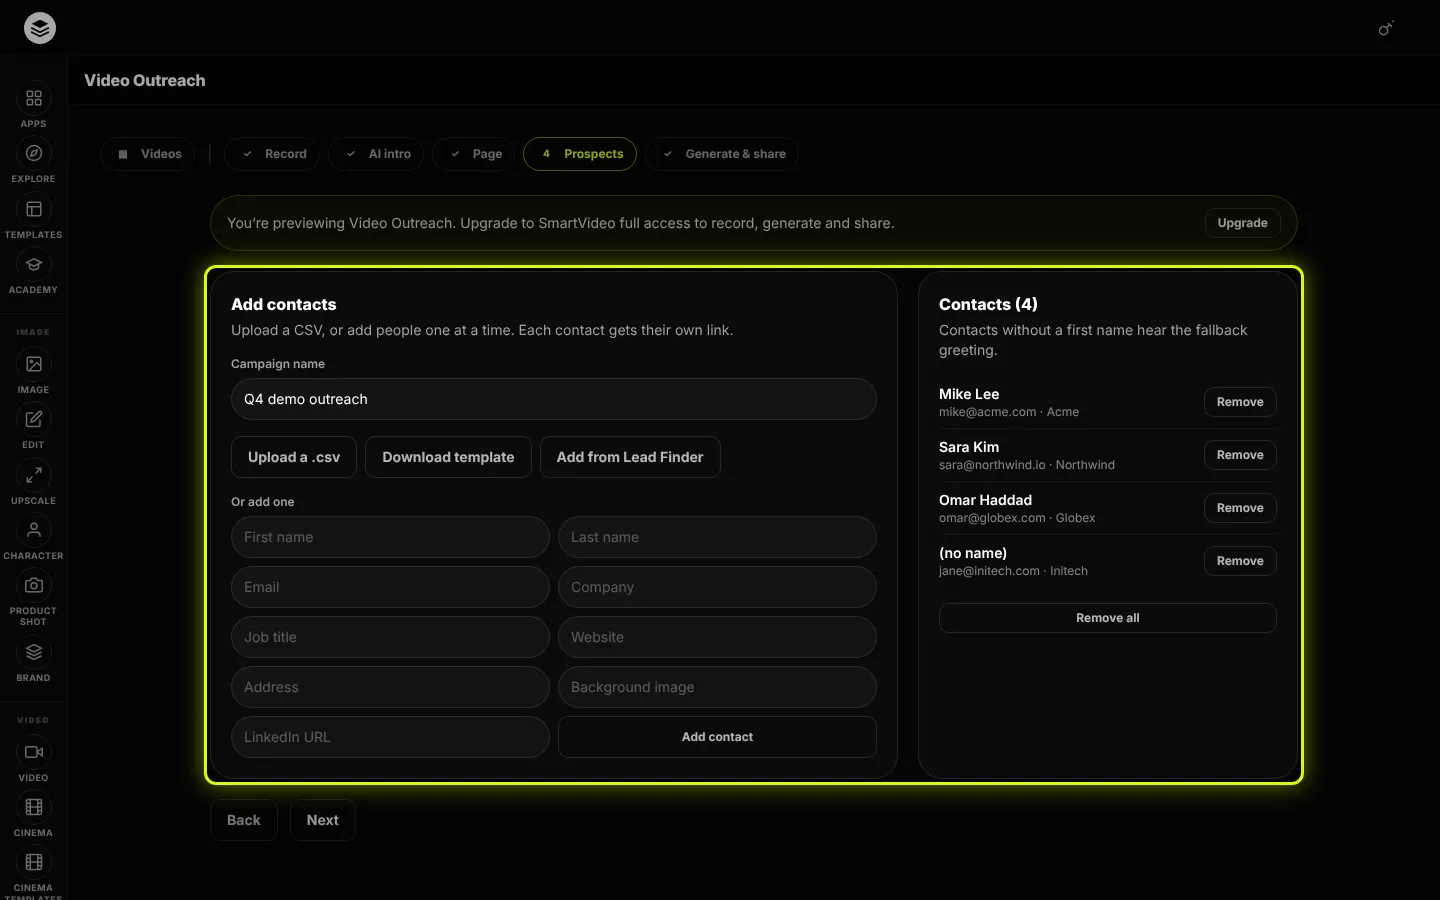 Video Outreach
APPS
EXPLORE
TEMPLATES
ACADEMY
IMAGE
IMAGE
EDIT
UPSCALE
CHARACTER
PRODUCT
SHOT
BRAND
VIDEO
VIDEO
CINEMA
CINEMA
TEMPLATES
Videos
Record
AI intro
Page
4 Prospects
Generate & share
You're previewing Video Outreach. Upgrade to SmartVideo full access to record, generate and share.
Upgrade
Add contacts
Upload a CSV, or add people one at a time. Each contact gets their own link.
Campaign name
Q4 demo outreach
Upload a .csv
Download template
Add from Lead Finder
Or add one
First name
Last name
Email
Company
Job title
Website
Address
Background image
LinkedIn URL
Add contact
Contacts (4)
Contacts without a first name hear the fallback
greeting.
Mike Lee
mike@acme.com · Acme
Remove
Sara Kim
sara@northwind.io · Northwind
Remove
Omar Haddad
omar@globex.com · Globex
Remove
(no name)
jane@initech.com · Initech
Remove
Remove all
Back
Next